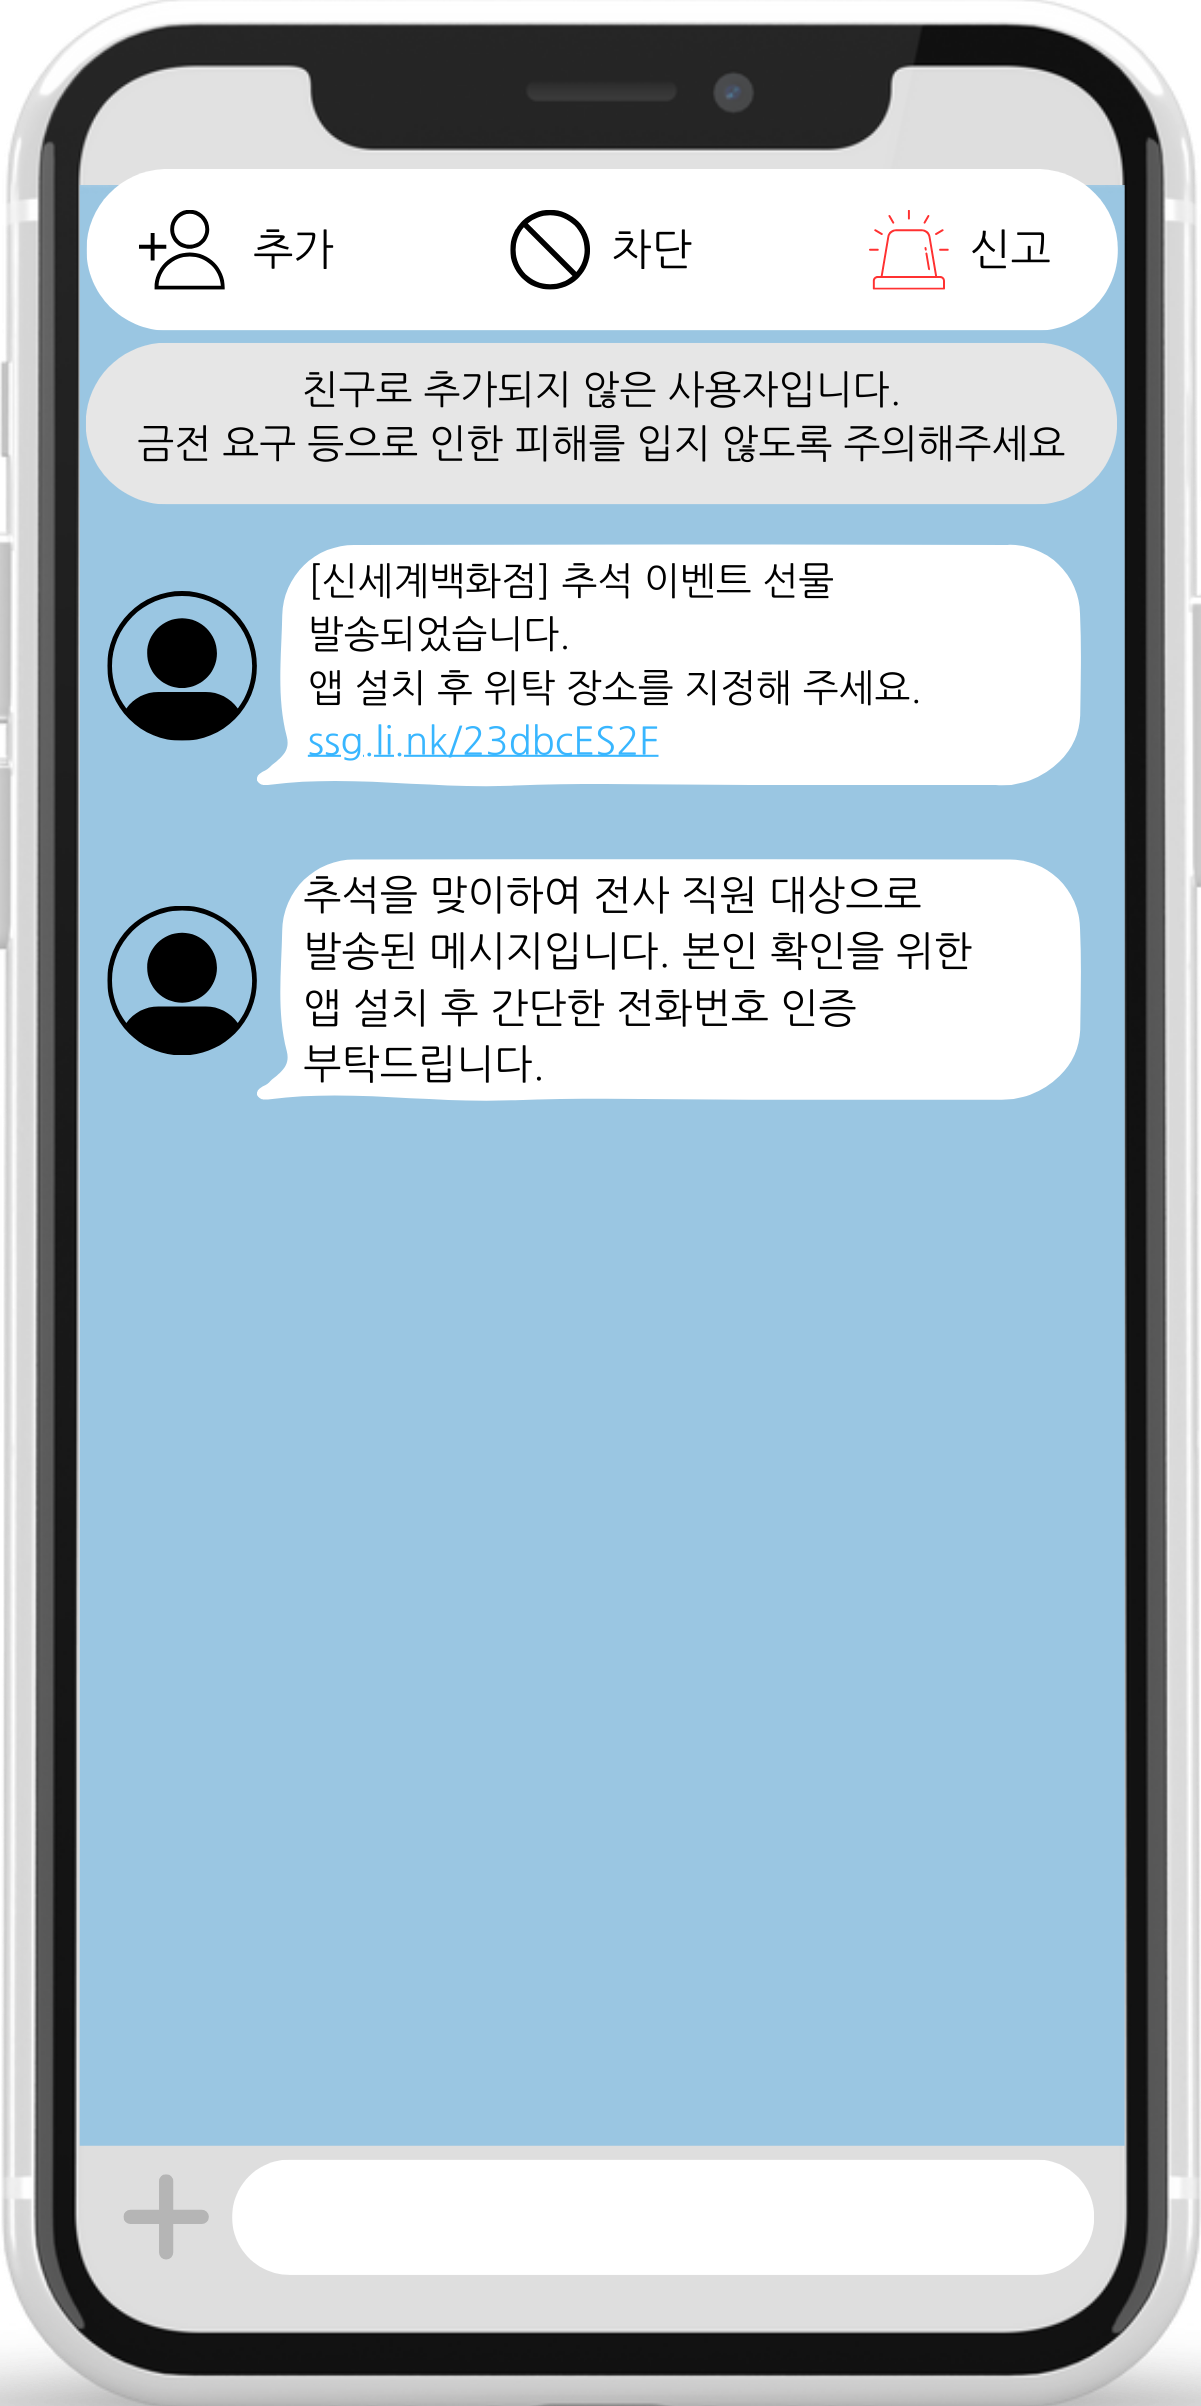 추가
차단
신고
친구로 추가되지 않은 사용자입니다.
금전 요구 등으로 인한 피해를 입지 않도록 주의해주세요
[신세계백화점] 추석 이벤트 선물
발송되었습니다.
앱 설치 후 위탁 장소를 지정해 주세요.
ssg.li.nk/23dbcES2F
추석을 맞이하여 전사 직원 대상으로
발송된 메시지입니다. 본인 확인을 위한
앱 설치 후 간단한 전화번호 인증
부탁드립니다.